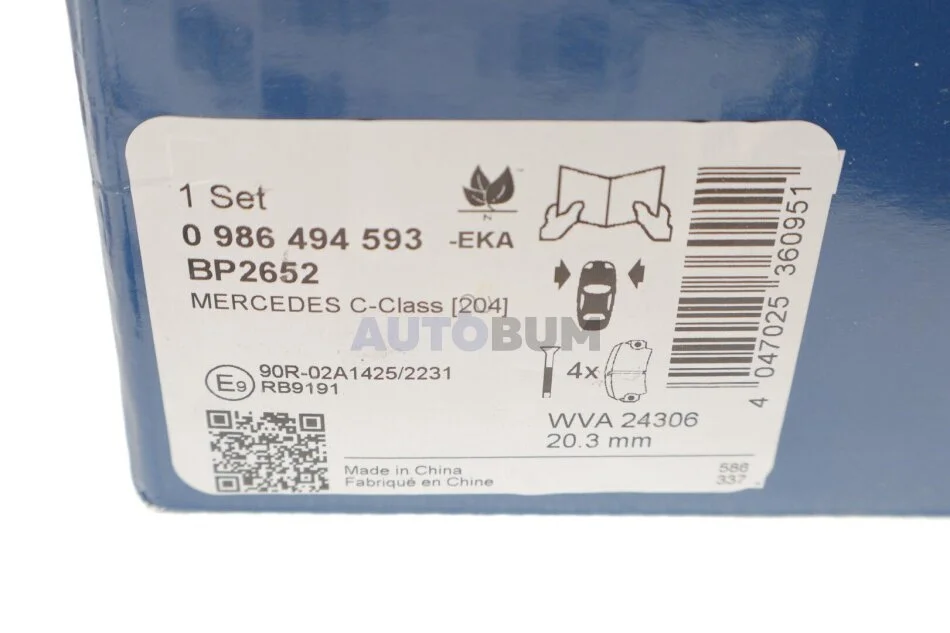 1 Set
0 986 494 593 -EKA
N
BP2652
MERCEDES C-Class [204]
AUTOBUM
E9
90R-02A1425/2231
RB9191
4x
WVA 24306
20.3 mm
Made in China
Fabriqué en Chine
586
337
4 047025 360951